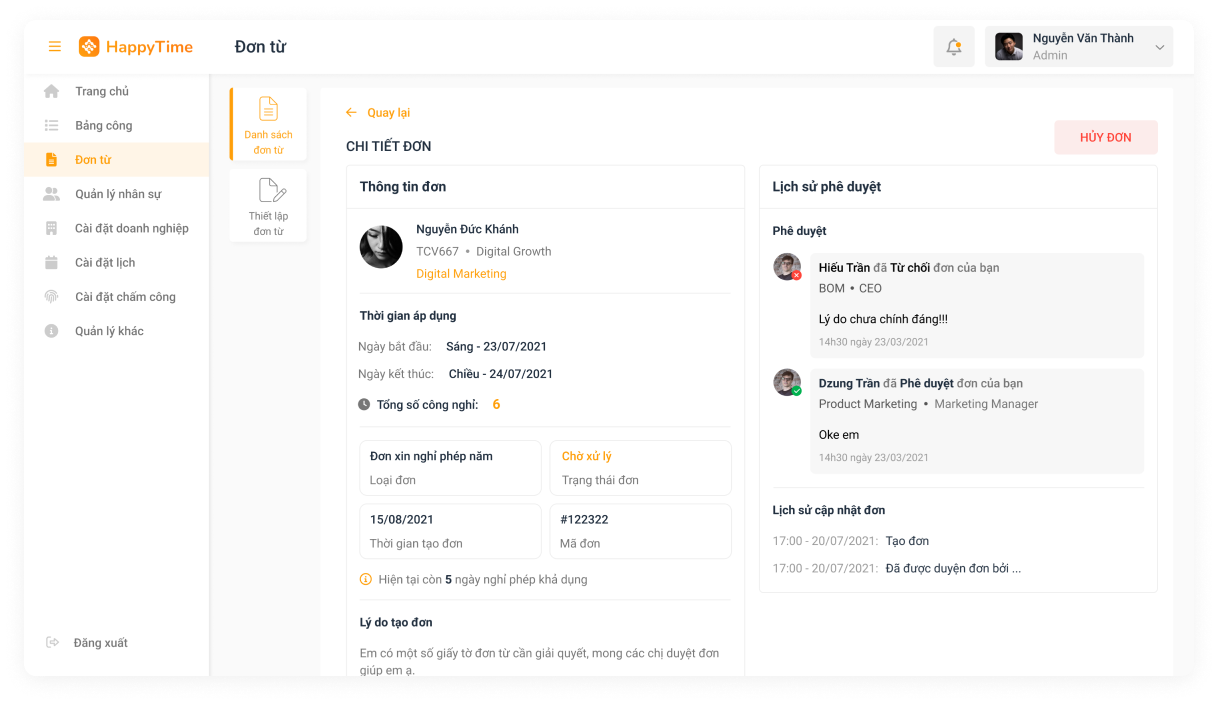 HappyTime
Đơn từ
Nguyễn Văn Thành
Admin
Trang chủ
Bảng công
Đơn từ
Quản lý nhân sự
Cài đặt doanh nghiệp
Cài đặt lịch
Cài đặt chấm công
Quản lý khác
Đăng xuất
Danh sách
đơn từ
Thiết lập
đơn từ
Quay lại
CHI TIẾT ĐƠN
HỦY ĐƠN
Thông tin đơn
Nguyễn Đức Khánh
TCV667 • Digital Growth
Digital Marketing
Thời gian áp dụng
Ngày bắt đầu: Sáng - 23/07/2021
Ngày kết thúc: Chiều - 24/07/2021
Tổng số công nghỉ: 6
Đơn xin nghỉ phép năm
Loại đơn
Chờ xử lý
Trạng thái đơn
15/08/2021
Thời gian tạo đơn
#122322
Mã đơn
Hiện tại còn 5 ngày nghỉ phép khả dụng
Lý do tạo đơn
Em có một số giấy tờ đơn từ cần giải quyết, mong các chị duyệt đơn
giúp em ạ.
Lịch sử phê duyệt
Phê duyệt
Hiếu Trần đã Từ chối đơn của bạn
BOM • CEO
Lý do chưa chính đáng!!!
14h30 ngày 23/03/2021
Dzung Trần đã Phê duyệt đơn của bạn
Product Marketing • Marketing Manager
Oke em
14h30 ngày 23/03/2021
Lịch sử cập nhật đơn
17:00 - 20/07/2021: Tạo đơn
17:00 - 20/07/2021: Đã được duyện đơn bởi ...